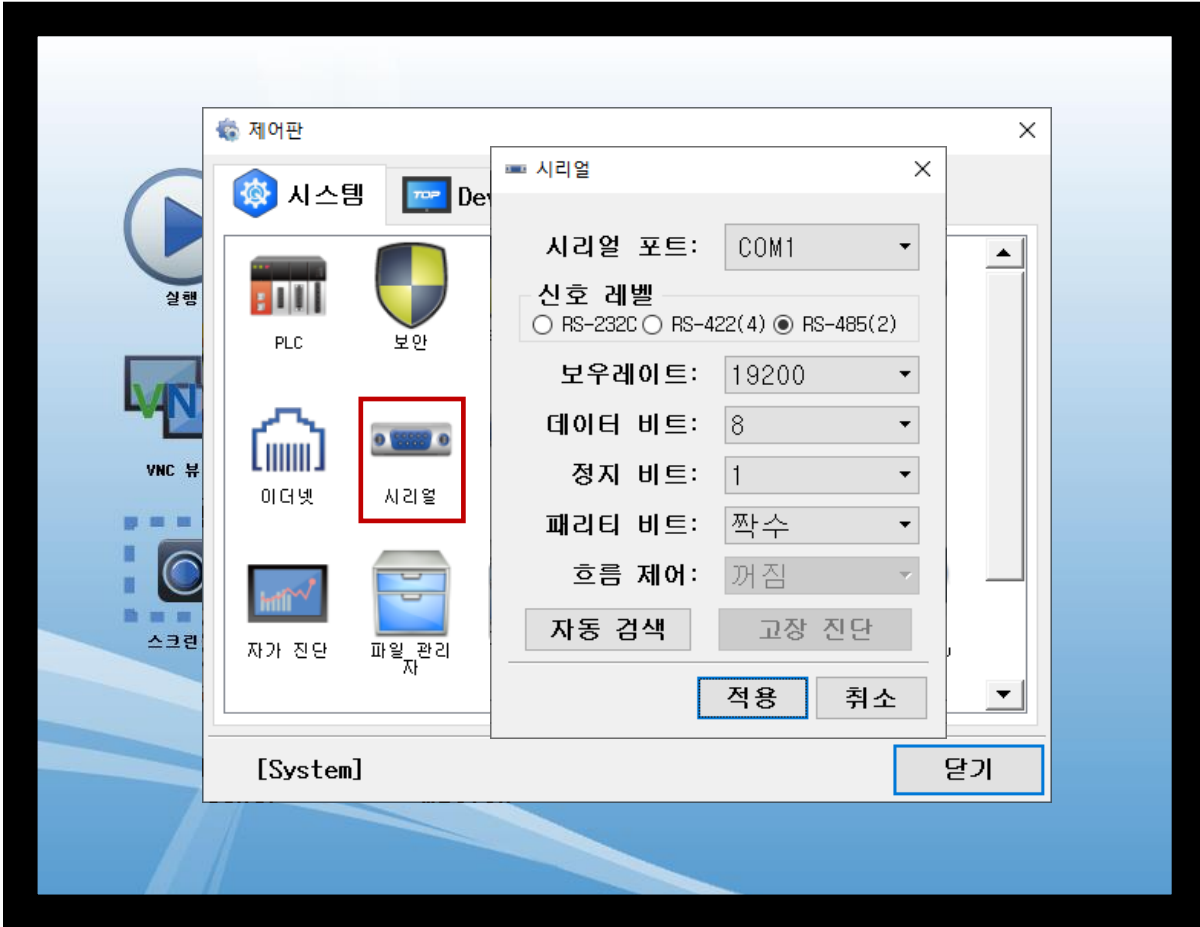 제어판
시스템
TOP
시리얼
시리얼 포트: COM1
신호 레벨
RS-232C RS-422(4) RS-485(2)
보우레이트: 19200
데이터 비트: 8
정지 비트: 1
패리티 비트: 짝수
흐름 제어: 꺼짐
자동 검색 고장 진단
적용 취소
실행
PLC
보안
VNC 뷰
이더넷
시리얼
스크린
자가 진단
파일 관리
자
[System]
닫기